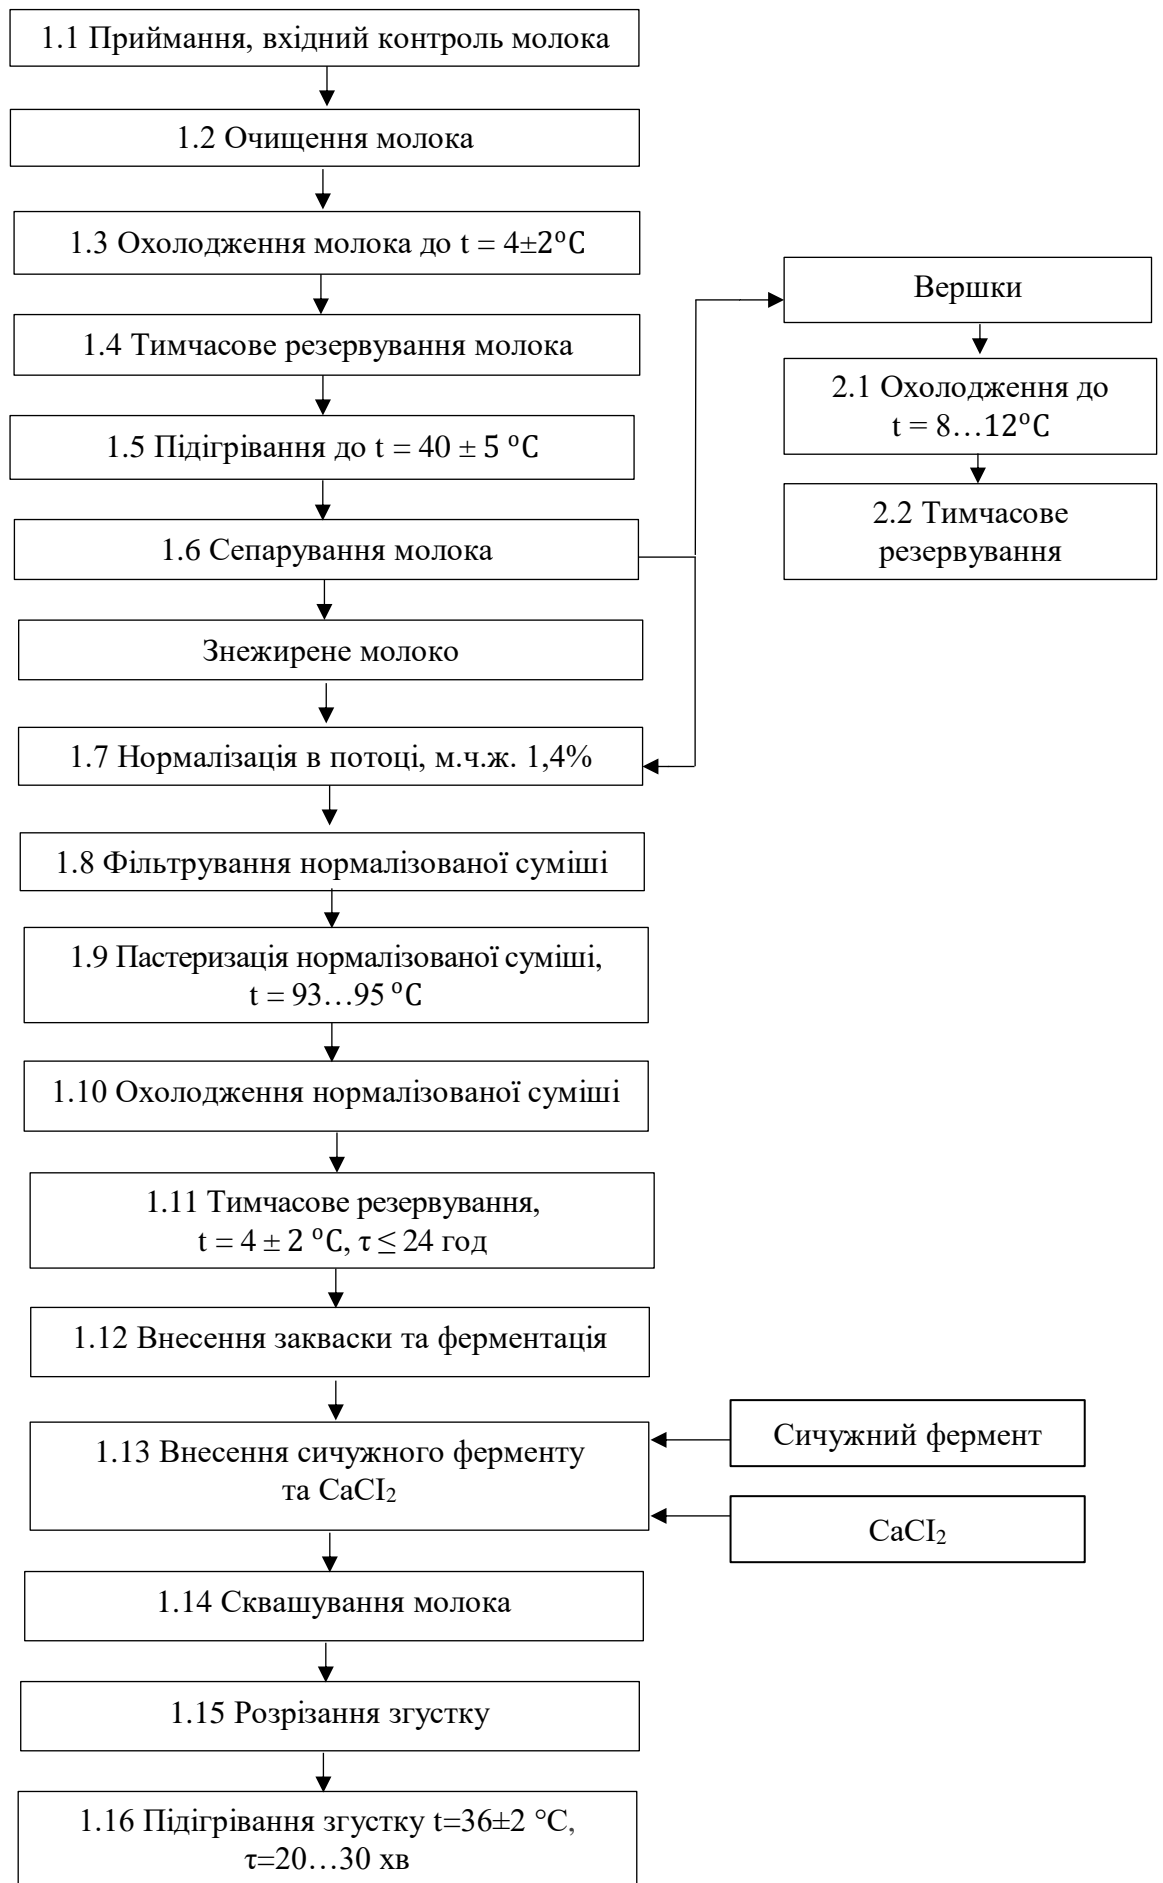 1.1 Приймання, вхідний контроль молока
1.2 Очищення молока
1.3 Охолодження молока до t = 4±2⁰С
1.4 Тимчасове резервування молока
1.5 Підігрівання до t = 40 ± 5 ⁰С
1.6 Сепарування молока
Вершки
2.1 Охолодження до
t = 8…12⁰С
2.2 Тимчасове
резервування
Знежирене молоко
1.7 Нормалізація в потоці, м.ч.ж. 1,4%
1.8 Фільтрування нормалізованої суміші
1.9 Пастеризація нормалізованої суміші,
t = 93…95 ⁰С
1.10 Охолодження нормалізованої суміші
1.11 Тимчасове резервування,
t = 4 ± 2 ⁰С, τ ≤ 24 год
1.12 Внесення закваски та ферментація
1.13 Внесення сичужного ферменту
та CaCI₂
Сичужний фермент
CaCI₂
1.14 Сквашування молока
1.15 Розрізання згустку
1.16 Підігрівання згустку t=36±2 °С,
τ=20…30 хв